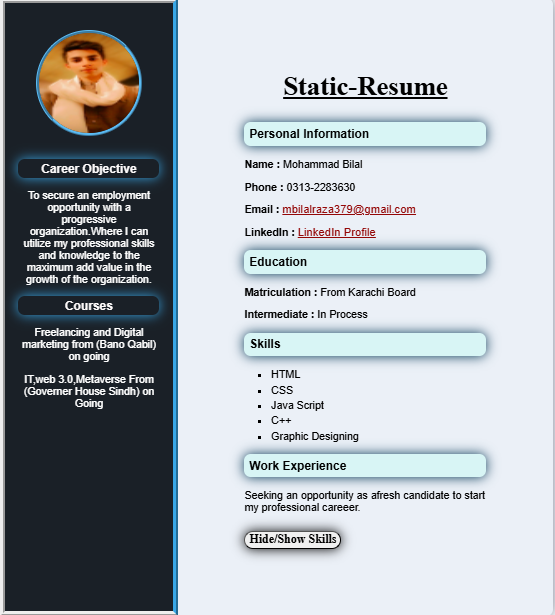 Career Objective
To secure an employment
opportunity with a
progressive
organization.Where I can
utilize my professional skills
and knowledge to the
maximum add value in the
growth of the organization.
Courses
Freelancing and Digital
marketing from (Bano Qabil)
on going
IT,web 3.0,Metaverse From
(Governer House Sindh) on
Going
Static-Resume
Personal Information
Name : Mohammad Bilal
Phone : 0313-2283630
Email : mbilalraza379@gmail.com
LinkedIn : LinkedIn Profile
Education
Matriculation : From Karachi Board
Intermediate : In Process
Skills
HTML
CSS
Java Script
C++
Graphic Designing
Work Experience
Seeking an opportunity as afresh candidate to start
my professional careeer.
Hide/Show Skills